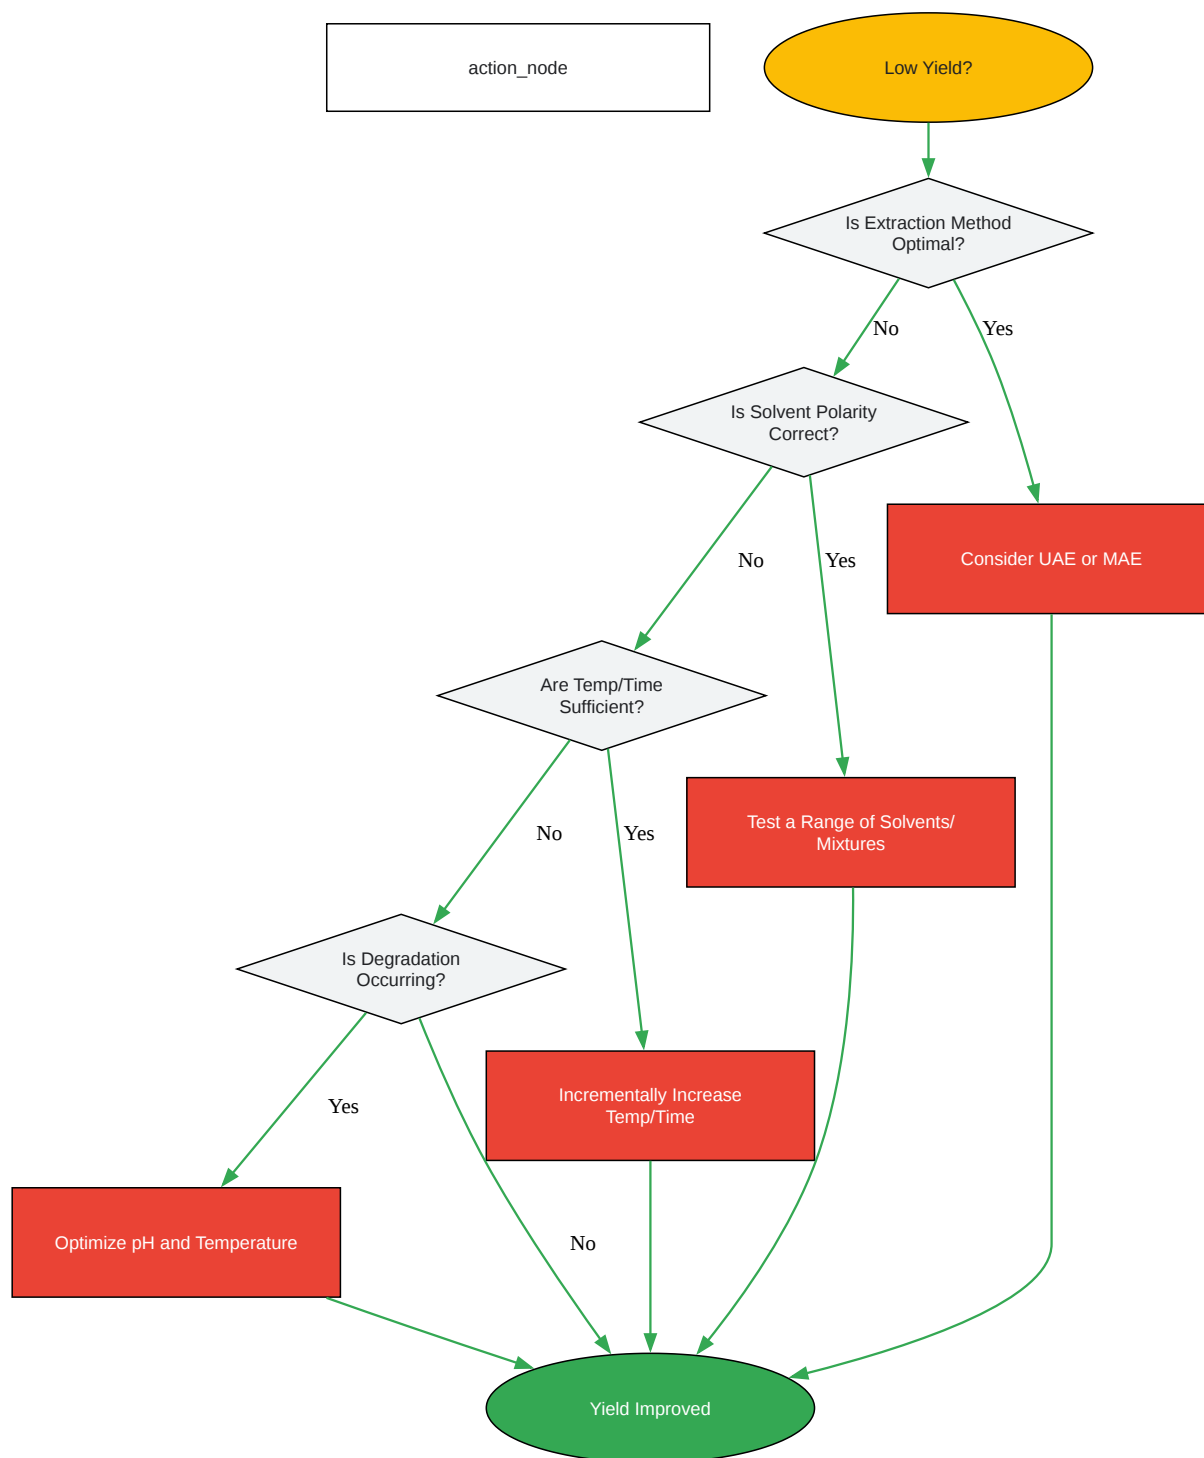 action_node
Low Yield?
Is Extraction Method
Optimal?
No
Yes
Is Solvent Polarity
Correct?
No
Yes
Consider UAE or MAE
Are Temp/Time
Sufficient?
No
Yes
Test a Range of Solvents/
Mixtures
Is Degradation
Occurring?
Yes
Incrementally Increase
Temp/Time
Optimize pH and Temperature
No
Yield Improved